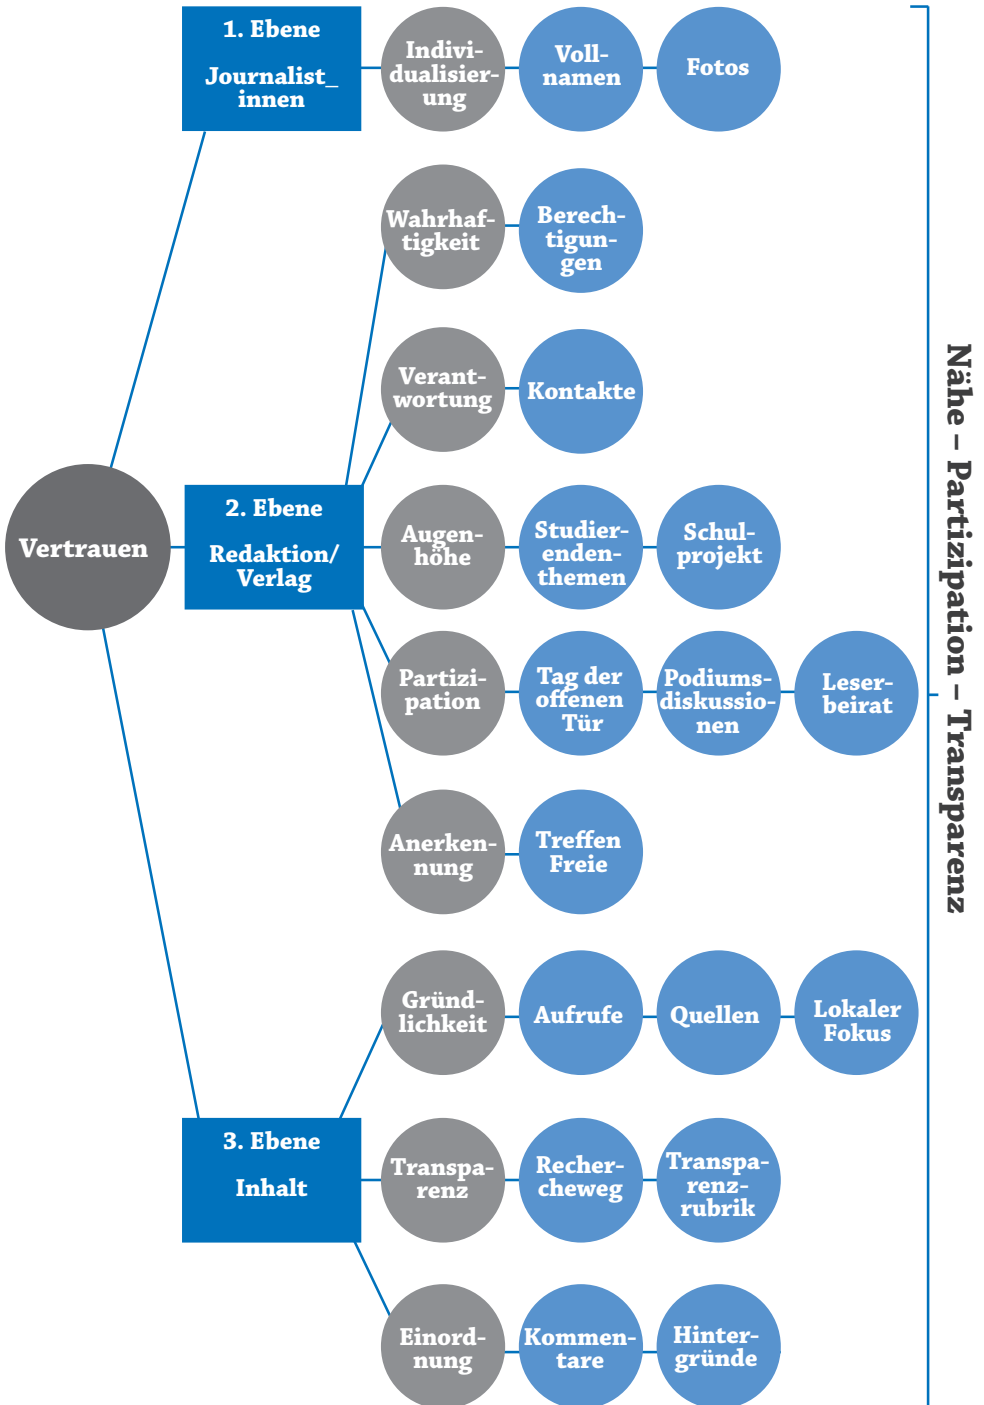 1. Ebene
Journalist_
innen
Indivi-
dualisier-
ung
Voll-
namen
Fotos
Wahrhaf-
tigkeit
Berech-
tigun-
gen
Verant-
wortung
Kontakte
Vertrauen
2. Ebene
Redaktion/
Verlag
Augen-
höhe
Studier-
enden-
themen
Schul-
projekt
Partizi-
pation
Tag der
offenen
Tür
Podiums-
diskussio-
nen
Leser-
beirat
Anerken-
nung
Treffen
Freie
Gründ-
lichkeit
Aufrufe
Quellen
Lokaler
Fokus
3. Ebene
Inhalt
Transpa-
renz
Recher-
cheweg
Transpa-
renz-
rubrik
Einord-
nung
Kommen-
tare
Hinter-
gründe
Nähe – Partizipation – Transparenz